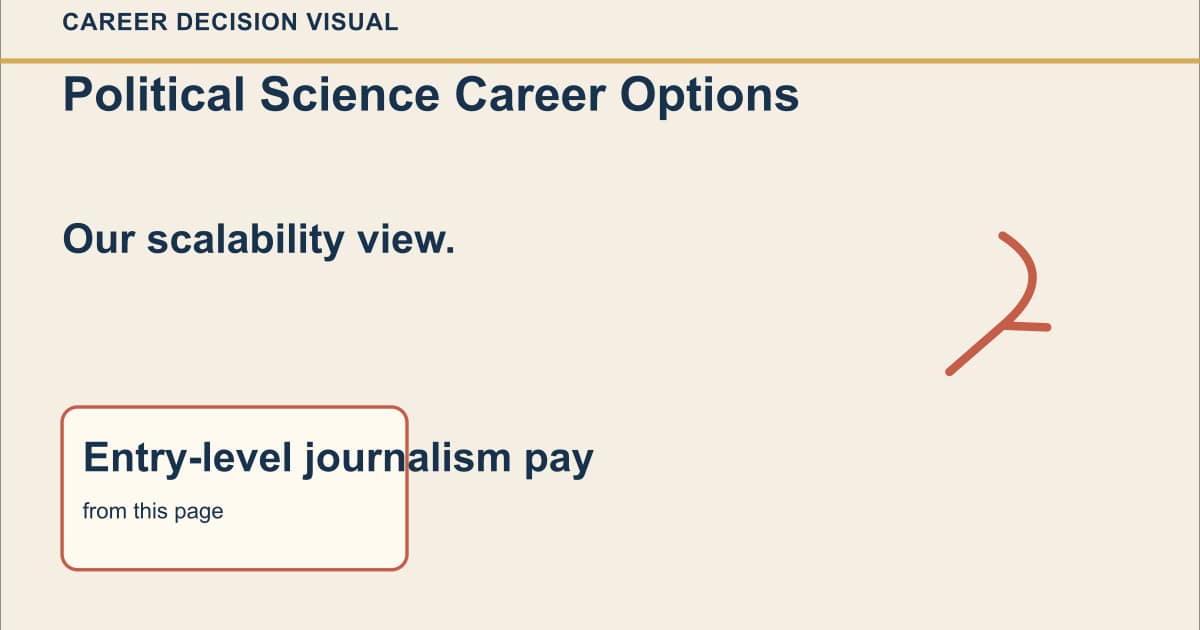 CAREER DECISION VISUAL
Political Science Career Options
Our scalability view.
Entry-level journalism pay
from this page